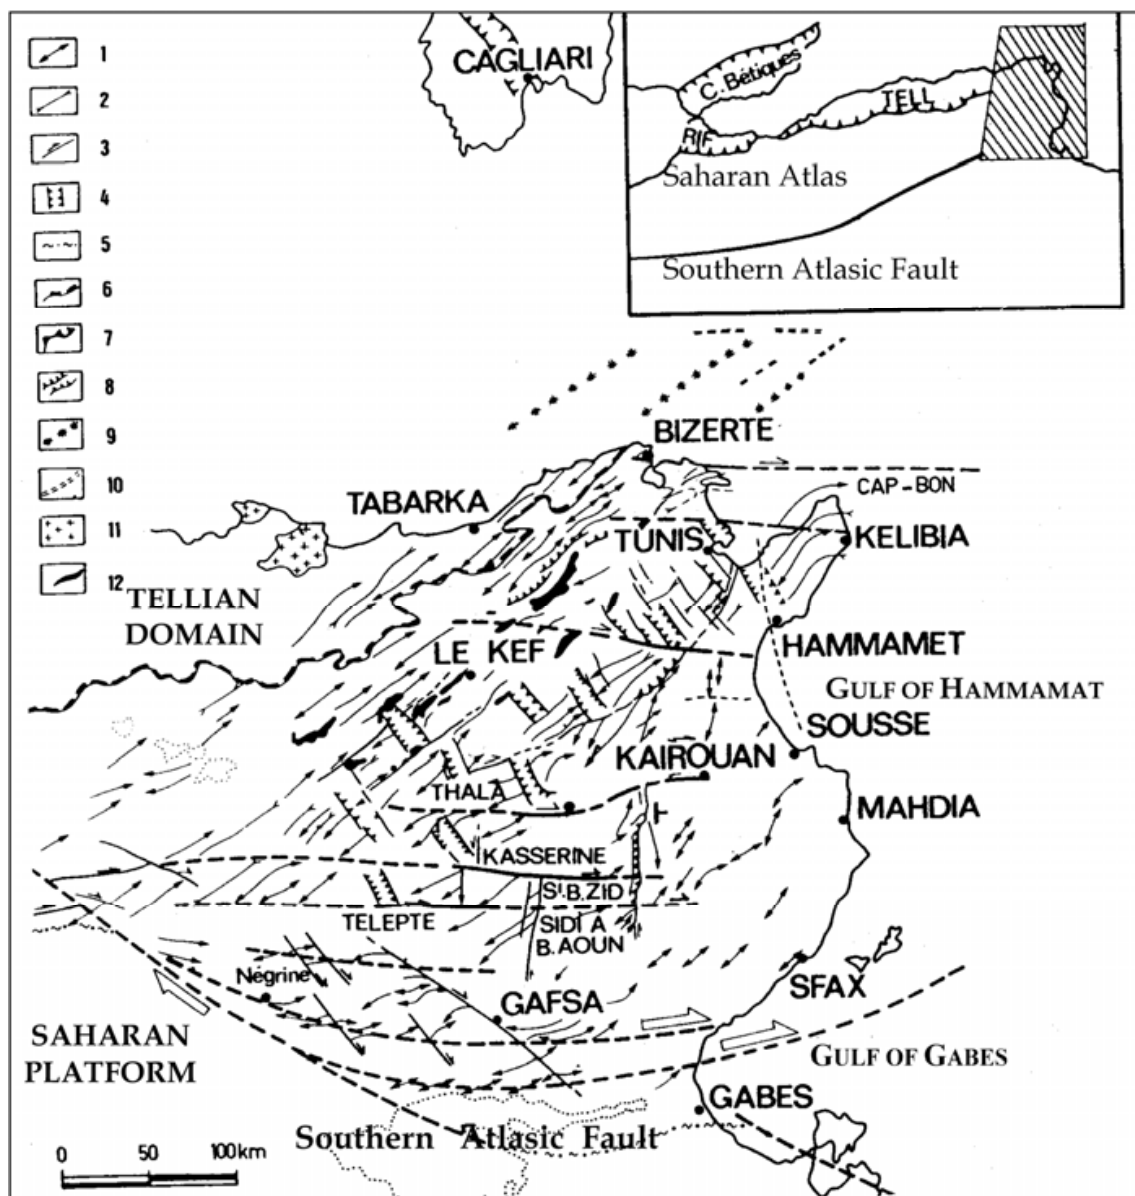 1
2
3
4
5
6
7
8
9
10
11
12
CAGLIARI
C. Bétiques
TELL
RIF
Saharan Atlas
Southern Atlasic Fault
BIZERTE
TABARKA
CAP-BON
TUNIS
KELIBIA
TELLIAN
DOMAIN
LE KEF
HAMMAMET
GULF OF HAMMAMAT
SOUSSE
KAIROUAN
THALA
MAHDIA
KASSERINE
SI.B.ZID
TELEPTE
SIDI A
B. AOUN
Négrine
SFAX
GAFSA
SAHARAN
PLATFORM
GULF OF GABES
GABES
Southern Atlasic Fault
0 50 100km